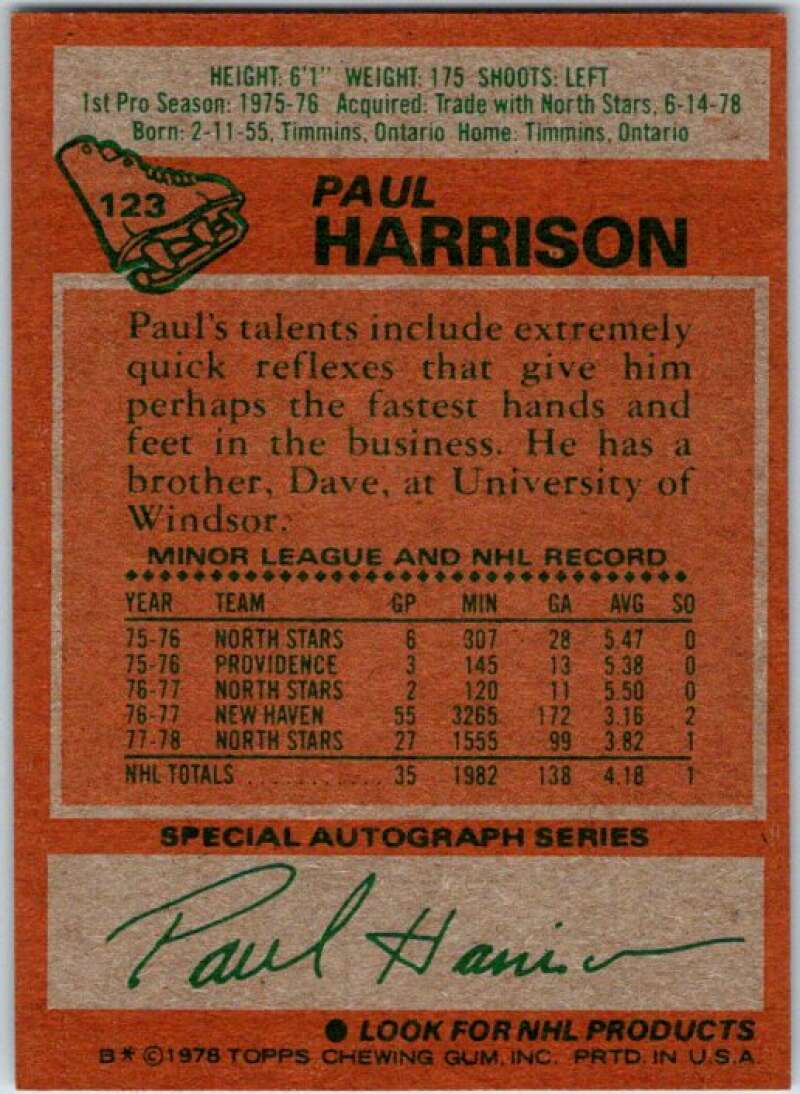 HEIGHT: 6'1" WEIGHT: 175 SHOOTS: LEFT
1st Pro Season: 1975-76 Acquired: Trade with North Stars, 6-14-78
Born: 2-11-55, Timmins, Ontario Home: Timmins, Ontario
123
PAUL
HARRISON
Paul's talents include extremely
quick reflexes that give him
perhaps the fastest hands and
feet in the business. He has a
brother, Dave, at University of
Windsor.
MINOR LEAGUE AND NHL RECORD
YEAR TEAM GP MIN GA AVG SO
75-76 NORTH STARS 6 307 28 5.47 0
75-76 PROVIDENCE 3 145 13 5.38 0
76-77 NORTH STARS 2 120 11 5.50 0
76-77 NEW HAVEN 55 3265 172 3.16 2
77-78 NORTH STARS 27 1555 99 3.82 1
NHL TOTALS ............. 35 1982 138 4.18 1
SPECIAL AUTOGRAPH SERIES
Paul Harrison
● LOOK FOR NHL PRODUCTS
B* ©1978 TOPPS CHEWING GUM, INC. PRTD. IN U.S.A.